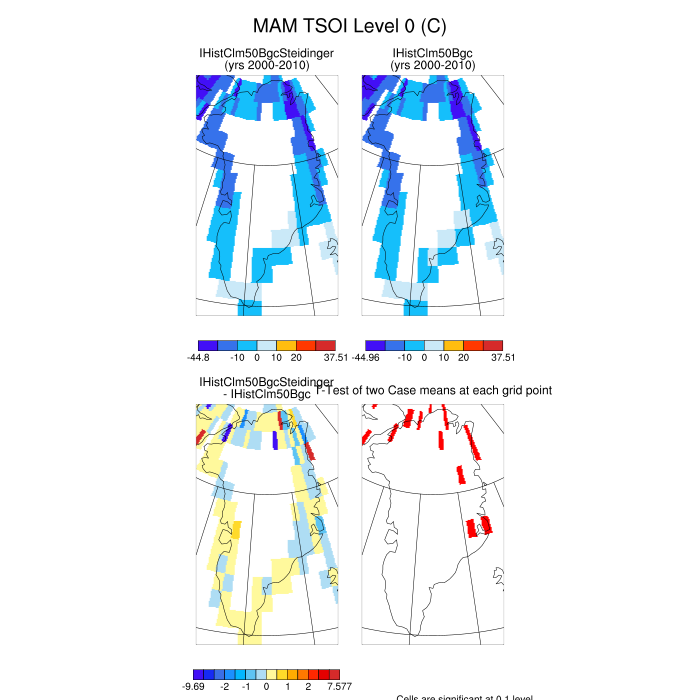 MAM TSOI Level 0 (C)
IHistClm50BgcSteidinger
(yrs 2000-2010)
IHistClm50Bgc
(yrs 2000-2010)
-44.8 -10 0 10 20 37.51
-44.96 -10 0 10 20 37.51
IHistClm50BgcSteidinger
- IHistClm50Bgc
T-Test of two Case means at each grid point
-9.69 -2 -1 0 1 2 7.577
Cells are significant at 0.1 level